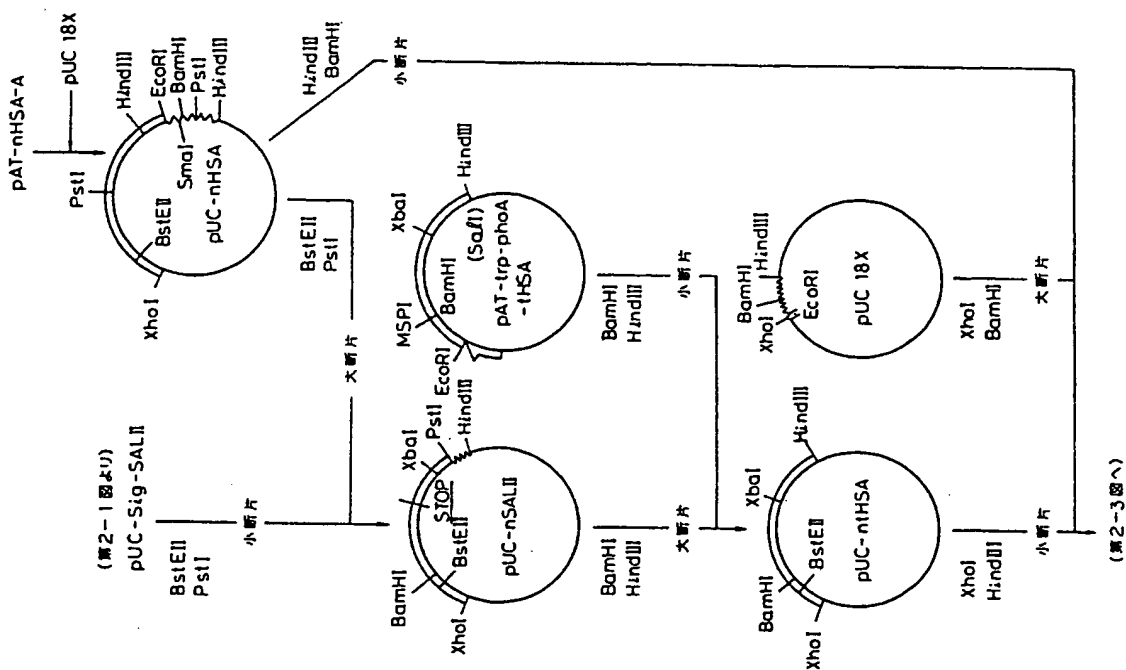 pAT-nHSA-A
pUC 18X
PstI
HindIII
EcoRI
BamHI
PstI
HindIII
SmaI
BstEII
XhoI
pUC-nHSA
HindIII
BamHI
小断片
BstEII
PstI
大断片
(第2-1図より)
pUC-Sig-SALII
BstEII
PstI
小断片
BamHI
STOP
XbaI
PstI
HindIII
BstEII
XhoI
pUC-nSALII
BamHI
HindIII
大断片
EcoRI
MSPI
XbaI
HindIII
BamHI
(SalI)
pAT-trp-phoA
-tHSA
BamHI
HindIII
小断片
BamHI
XbaI
HindIII
BstEII
XhoI
pUC-ntHSA
XhoI
HindIII
小断片
XhoI
BamHI
HindIII
EcoRI
pUC 18X
XhoI
BamHI
大断片
(第2-3図へ)